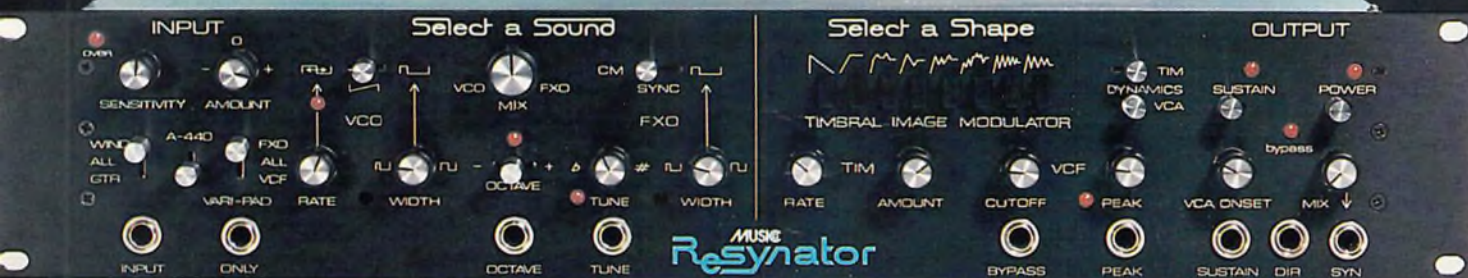 INPUT
Select a Sound
Select a Shape
OUTPUT
OVER
0
- +
SENSITIVITY
AMOUNT
VCO
VCO
MIX
FXO
CM
SYNC
FXO
TIMBRAL IMAGE MODULATOR
TIM
DYNAMICS
VCA
SUSTAIN
POWER
bypass
WIND
ALL
GTR
A-440
FXO
ALL
VCF
VARI-PAD
RATE
WIDTH
- +
OCTAVE
b #
TUNE
WIDTH
TIM
RATE
AMOUNT
VCF
CUTOFF
PEAK
VCA ONSET
MIX
INPUT
ONLY
OCTAVE
TUNE
MUSIC
Resynator
BYPASS
PEAK
SUSTAIN
DIR
SYN